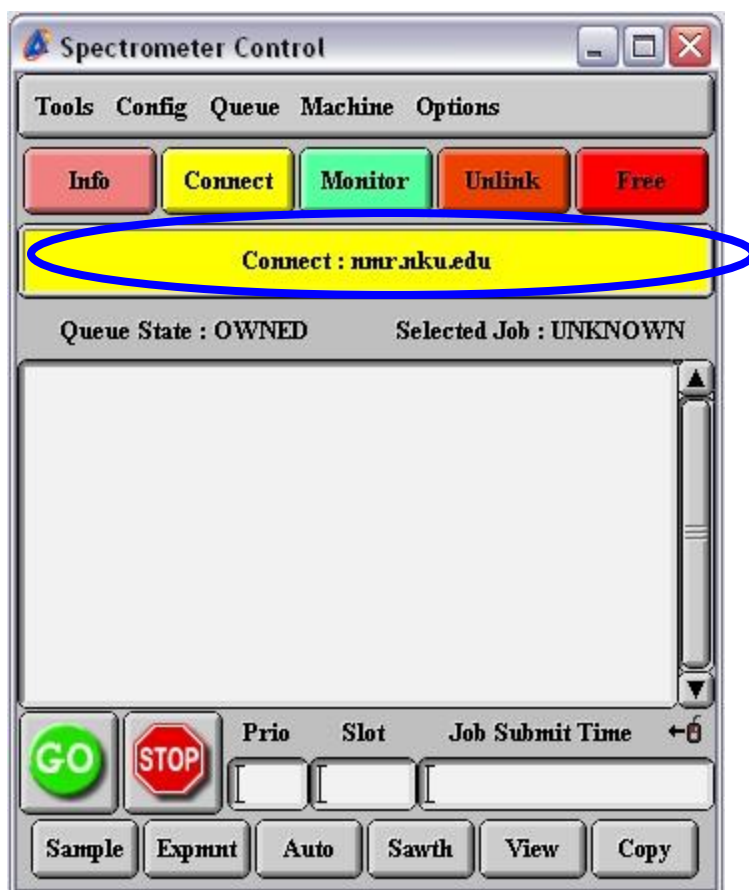 Spectrometer Control
Tools Config Queue Machine Options
Info Connect Monitor Unlink Free
Connect : nmr.nku.edu
Queue State : OWNED Selected Job : UNKNOWN
GO STOP Prio Slot Job Submit Time
Sample Expmnt Auto Sawth View Copy